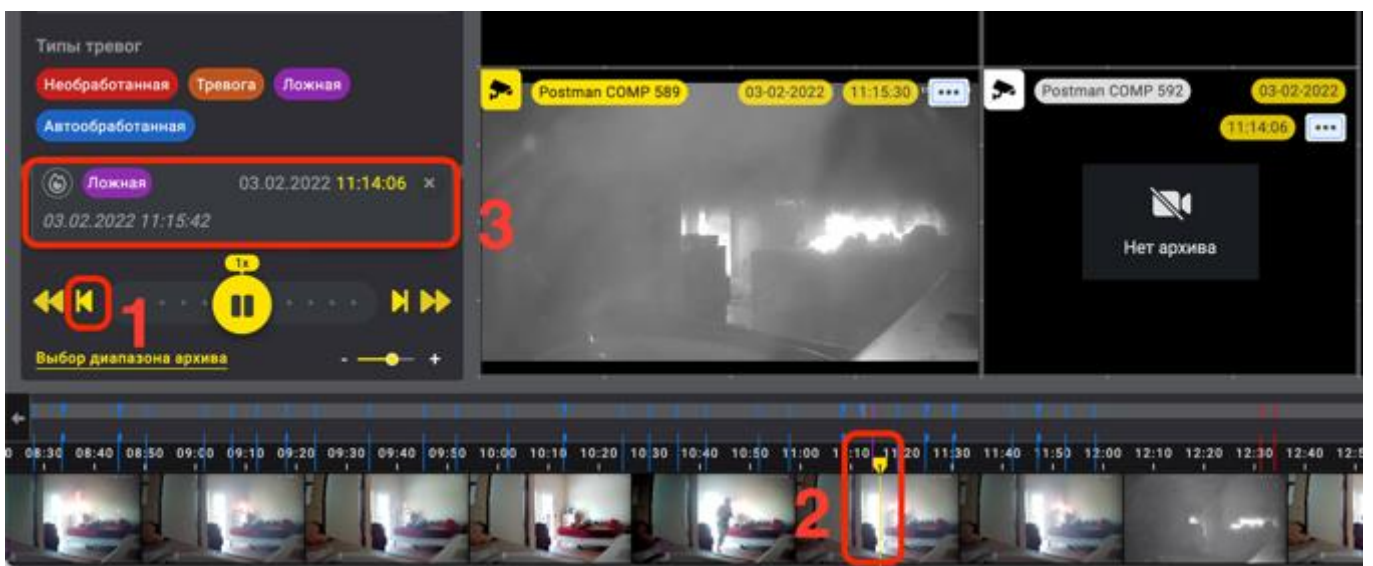 Типы тревог
Необработанная Тревога Ложная
Автообработанная
Ложная 03.02.2022 11:14:06 ×
03.02.2022 11:15:42
3
1x
1
Выбор диапазона архива - +
Postman COMP 589 03-02-2022 11:15:30
Postman COMP 592 03-02-2022
11:14:06
Нет архива
08:30 08:40 08:50 09:00 09:10 09:20 09:30 09:40 09:50 10:00 10:10 10:20 10:30 10:40 10:50 11:00 11:10 11:20 11:30 11:40 11:50 12:00 12:10 12:20 12:30 12:40
2